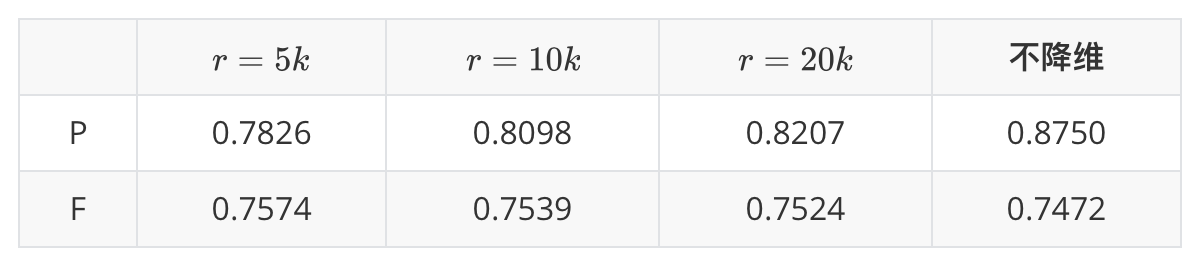 r = 5k r = 10k r = 20k 不降维
P 0.7826 0.8098 0.8207 0.8750
F 0.7574 0.7539 0.7524 0.7472